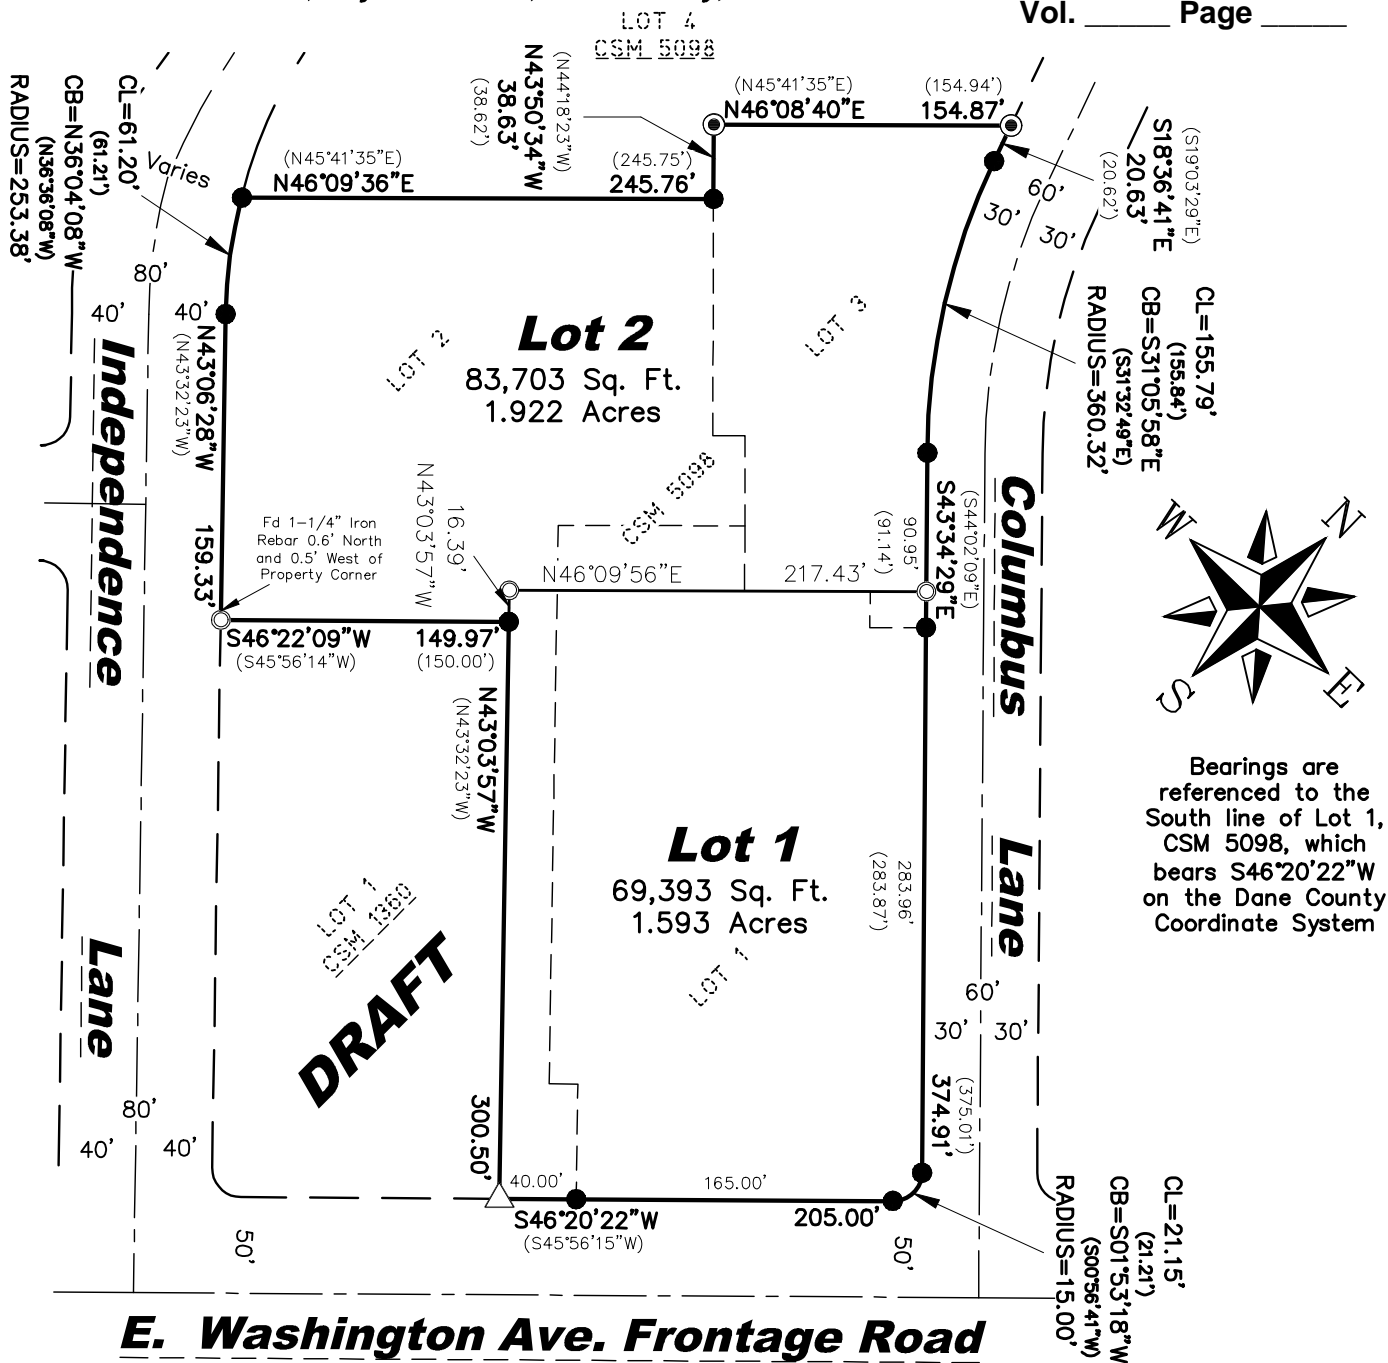 Vol. _____ Page _____
LOT 4
CSM 5098
N43°50'34"W
38.63'
(N44°18'23"W)
(38.62')
(N45°41'35"E)
(154.94')
N46°08'40"E
154.87'
(S19°03'29"E)
S18°36'41"E
20.63'
(20.62')
CL=61.20'
(61.21')
CB=N36°04'08"W
(N36°36'08"W)
RADIUS=253.38'
Varies
(N45°41'35"E)
(245.75')
N46°09'36"E
245.76'
60'
30'
30'
80'
40'
40'
CL=155.79'
(155.84')
CB=S31°05'58"E
(S31°32'49"E)
RADIUS=360.32'
N43°06'28"W
(N43°32'23"W)
159.33'
Independence
Lane
LOT 2
Lot 2
83,703 Sq. Ft.
1.922 Acres
LOT 3
CSM 5098
Columbus
Lane
S43°34'29"E
(S44°02'09"E)
90.95'
(91.14')
Fd 1-1/4" Iron
Rebar 0.6' North
and 0.5' West of
Property Corner
N43°03'57"W
16.39'
N46°09'56"E
217.43'
S46°22'09"W
149.97'
(S45°56'14"W)
(150.00')
N43°03'57"W
(N43°32'23"W)
300.50'
W
N
S
E
Bearings are
referenced to the
South line of Lot 1,
CSM 5098, which
bears S46°20'22"W
on the Dane County
Coordinate System
Lot 1
69,393 Sq. Ft.
1.593 Acres
LOT 1
283.96'
(283.87')
LOT 1
CSM 1360
DRAFT
60'
30'
30'
374.91'
(375.01')
80'
40'
40'
40.00'
165.00'
S46°20'22"W
205.00'
(S45°56'15"W)
50'
50'
CL=21.15'
(21.21')
CB=S01°53'18"W
(S00°56'41"W)
RADIUS=15.00'
E. Washington Ave. Frontage Road